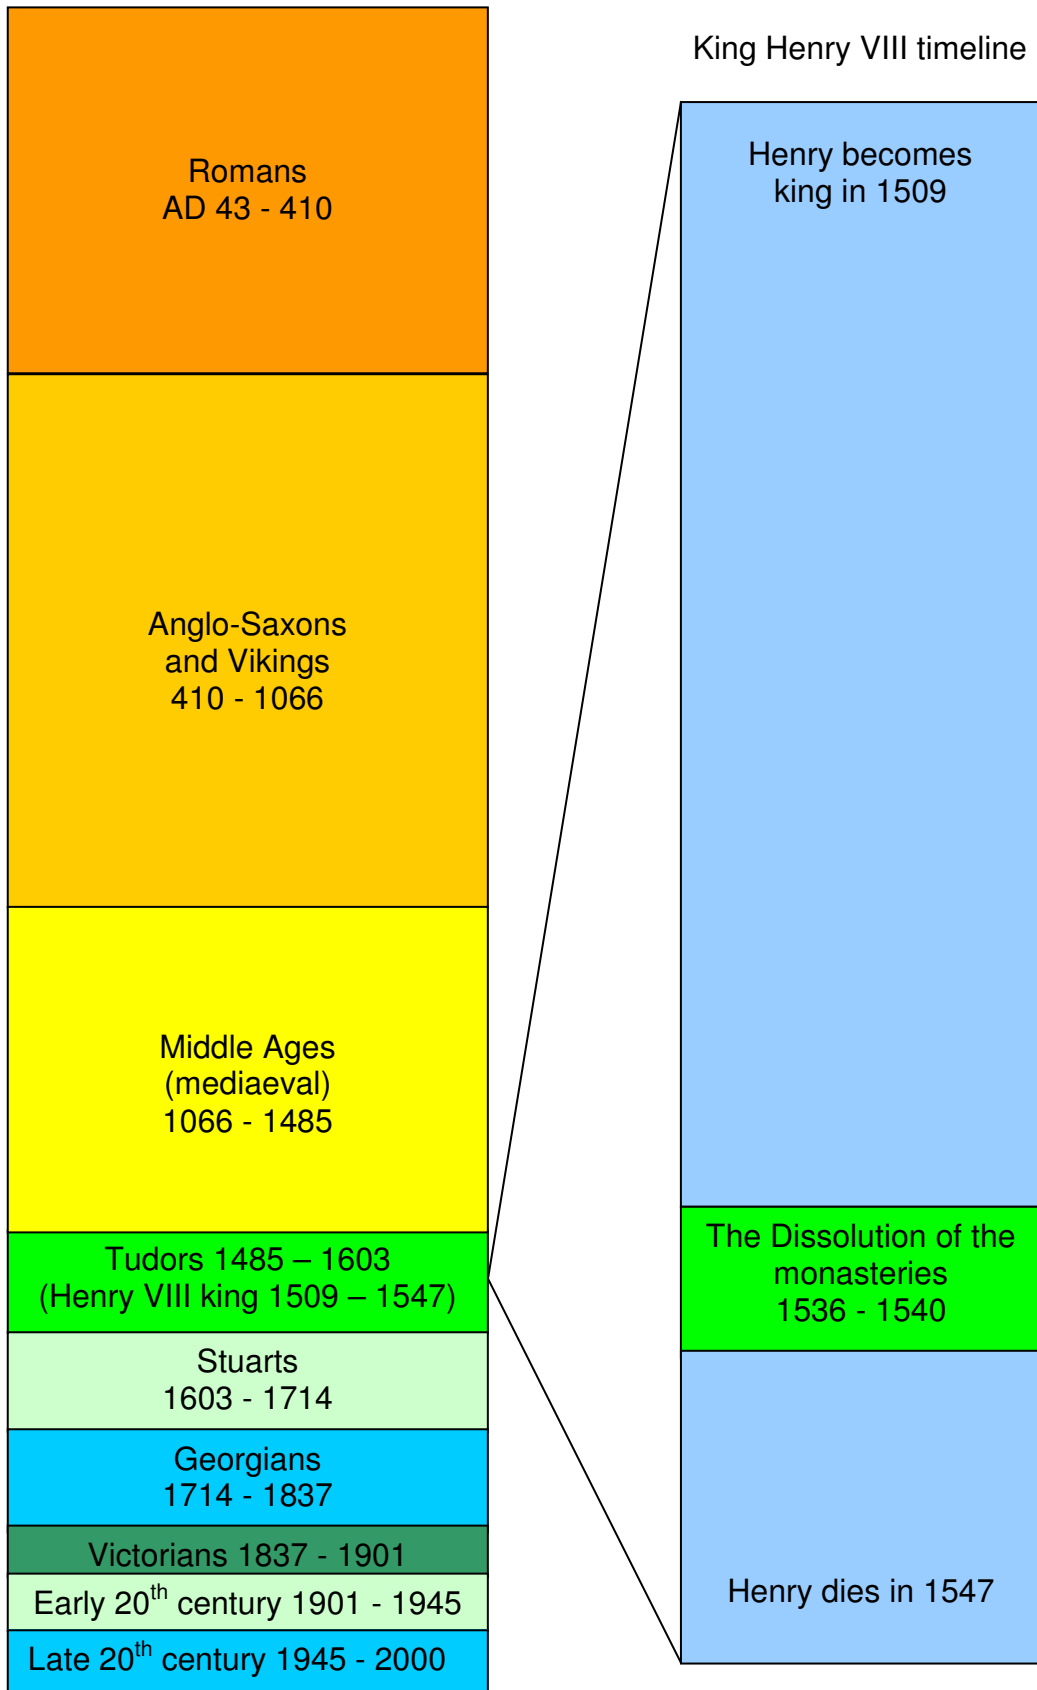 Romans
AD 43 - 410
Anglo-Saxons
and Vikings
410 - 1066
Middle Ages
(mediaeval)
1066 - 1485
Tudors 1485 – 1603
(Henry VIII king 1509 – 1547)
Stuarts
1603 - 1714
Georgians
1714 - 1837
Victorians 1837 - 1901
Early 20th century 1901 - 1945
Late 20th century 1945 - 2000
King Henry VIII timeline
Henry becomes
king in 1509
The Dissolution of the
monasteries
1536 - 1540
Henry dies in 1547